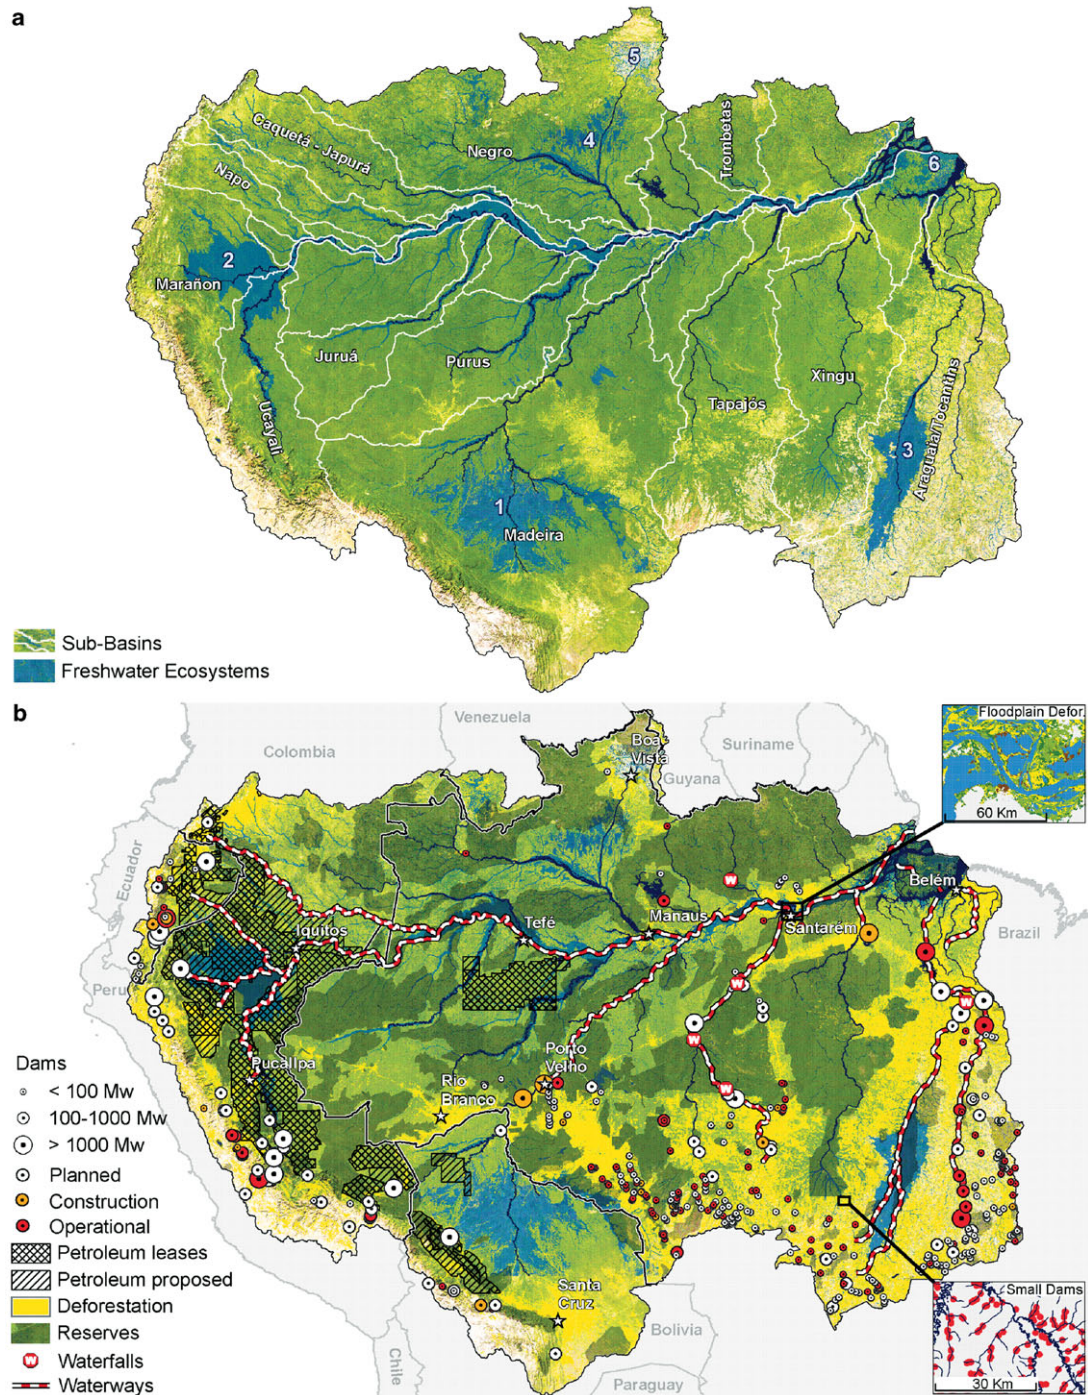 a
5
4
Caquetá - Japurá
Negro
Trombetas
6
Napo
2
Marañon
Juruá
Purus
Xingu
Tapajós
Ucayali
3
Araguaia/Tocantins
1
Madeira
Sub-Basins
Freshwater Ecosystems
b
Venezuela
Floodplain Defor
Colombia
Boa
Vista
Suriname
Guyana
60 Km
Ecuador
Belém
Iquitos
Tefé
Manaus
Santarém
Brazil
Peru
W
W
W
W
W
Pucallpa
Porto
Velho
Rio
Branco
Dams
< 100 Mw
100-1000 Mw
> 1000 Mw
Planned
Construction
Operational
Petroleum leases
Petroleum proposed
Deforestation
Reserves
W Waterfalls
Waterways
Santa
Cruz
Small Dams
Bolivia
Chile
Paraguay
30 Km